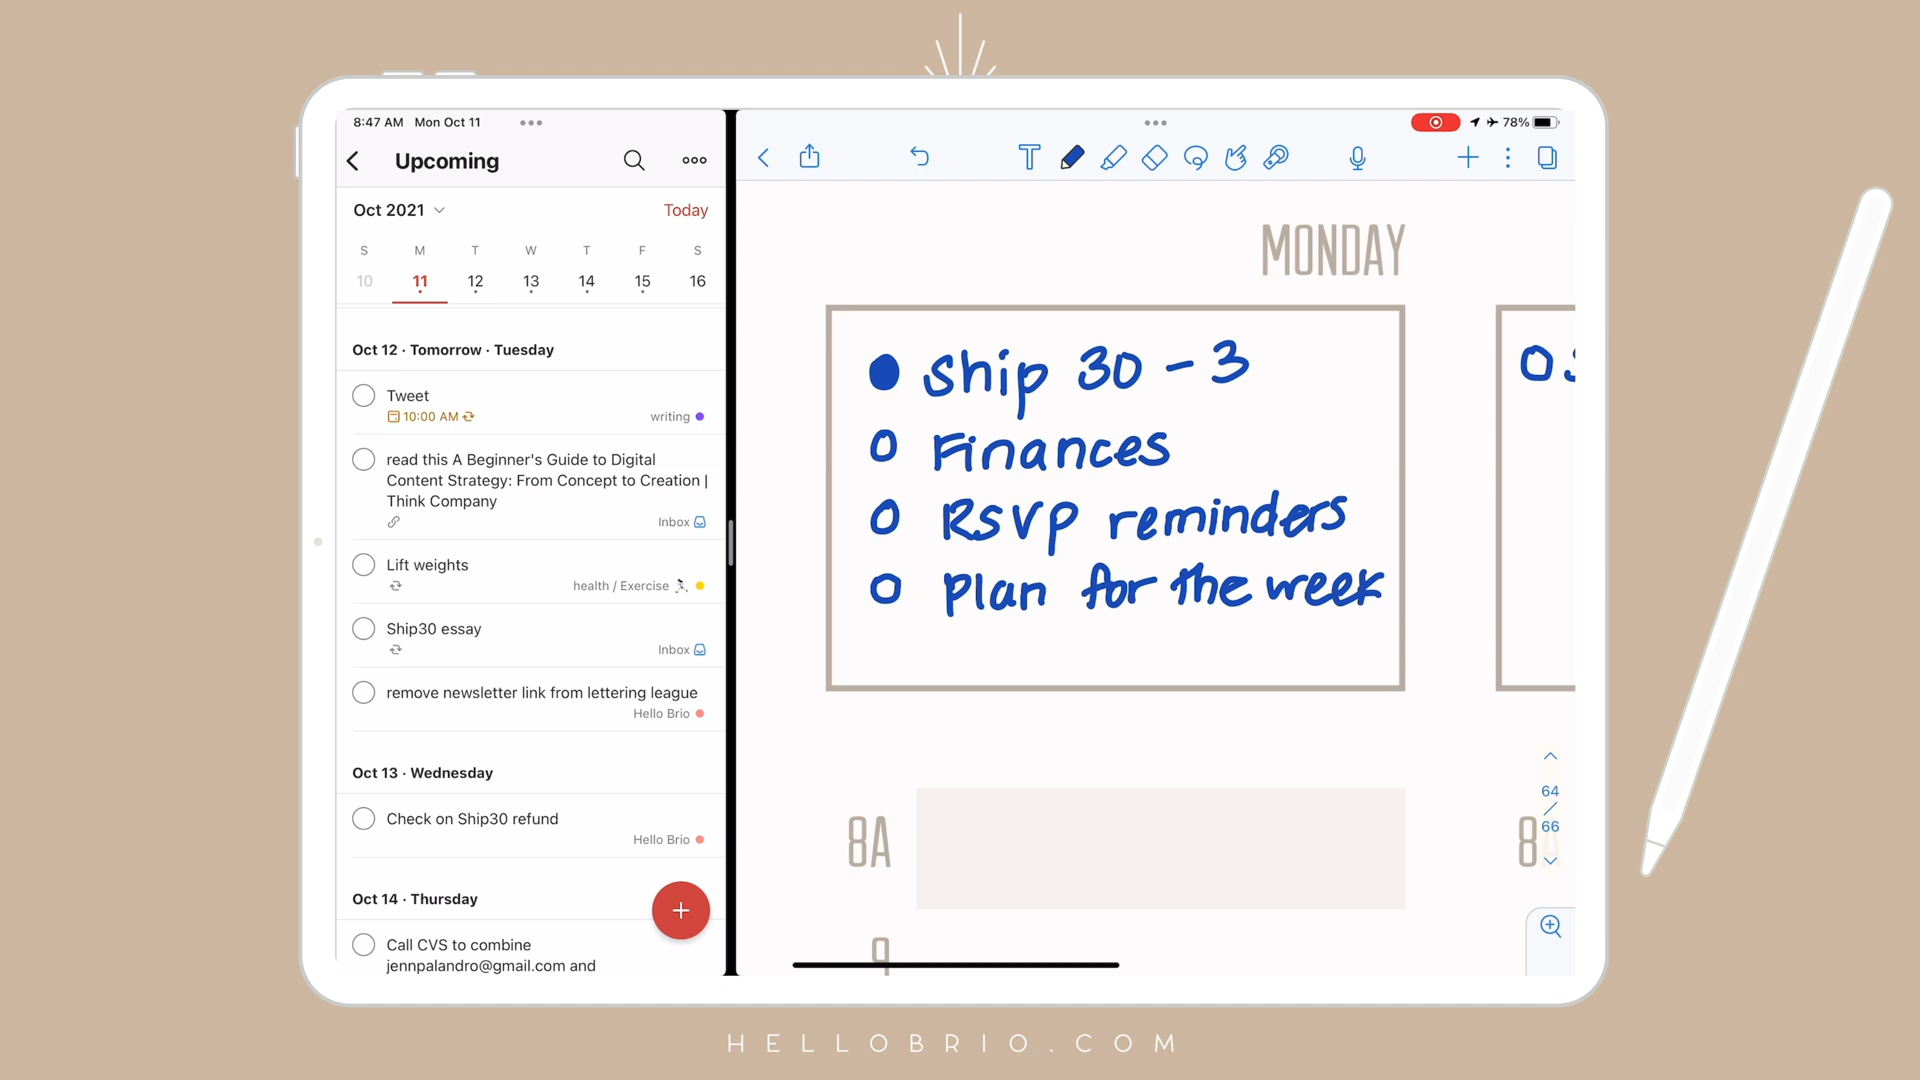 8:47 AM Mon Oct 11
78%
Upcoming
Oct 2021
Today
S M T W T F S
10 11 12 13 14 15 16
Oct 12 · Tomorrow · Tuesday
Tweet
10:00 AM
writing
read this A Beginner's Guide to Digital
Content Strategy: From Concept to Creation |
Think Company
Inbox
Lift weights
health / Exercise
Ship30 essay
Inbox
remove newsletter link from lettering league
Hello Brio
Oct 13 · Wednesday
Check on Ship30 refund
Hello Brio
Oct 14 · Thursday
Call CVS to combine
jennpalandro@gmail.com and
MONDAY
Ship 30 - 3
Finances
RSVP reminders
Plan for the week
8A
9
8
64
/
66
HELLOBRIO.COM